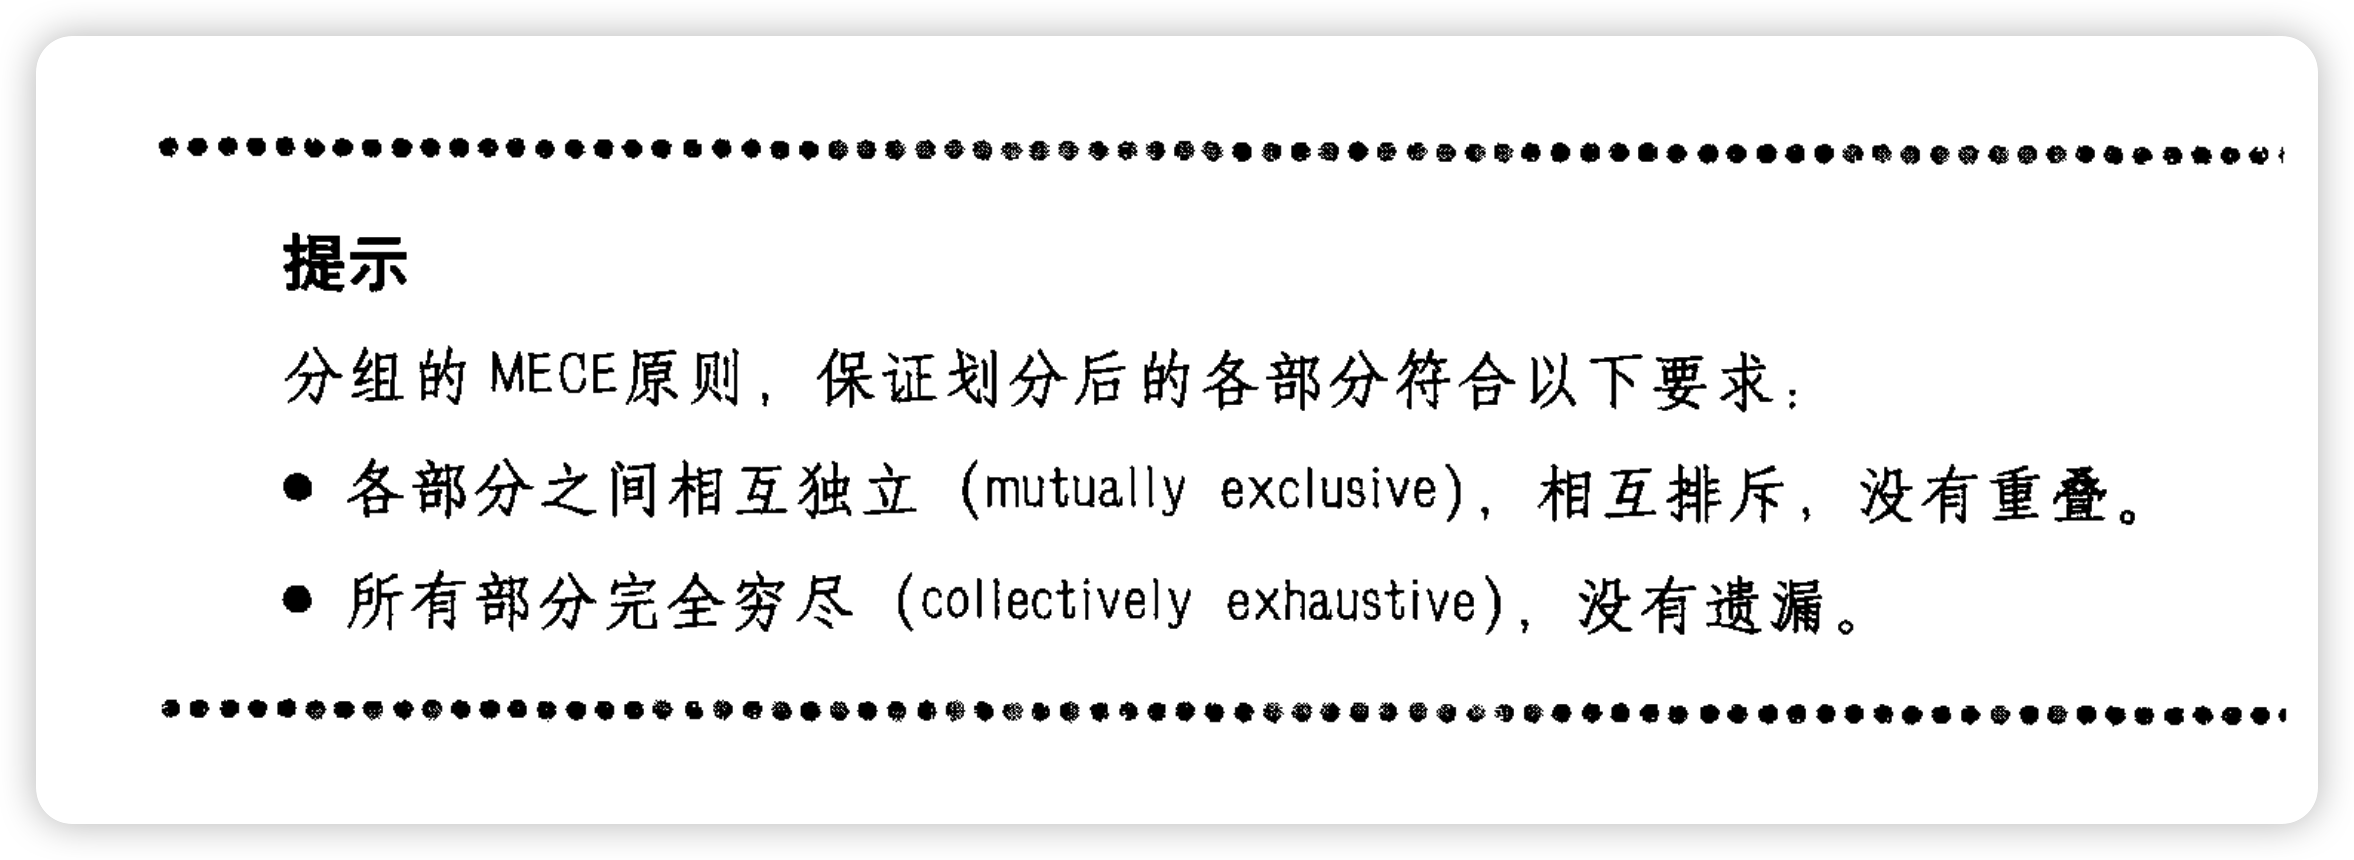 提示
分组的 MECE原则，保证划分后的各部分符合以下要求：
● 各部分之间相互独立（mutually exclusive），相互排斥，没有重叠。
● 所有部分完全穷尽（collectively exhaustive），没有遗漏。